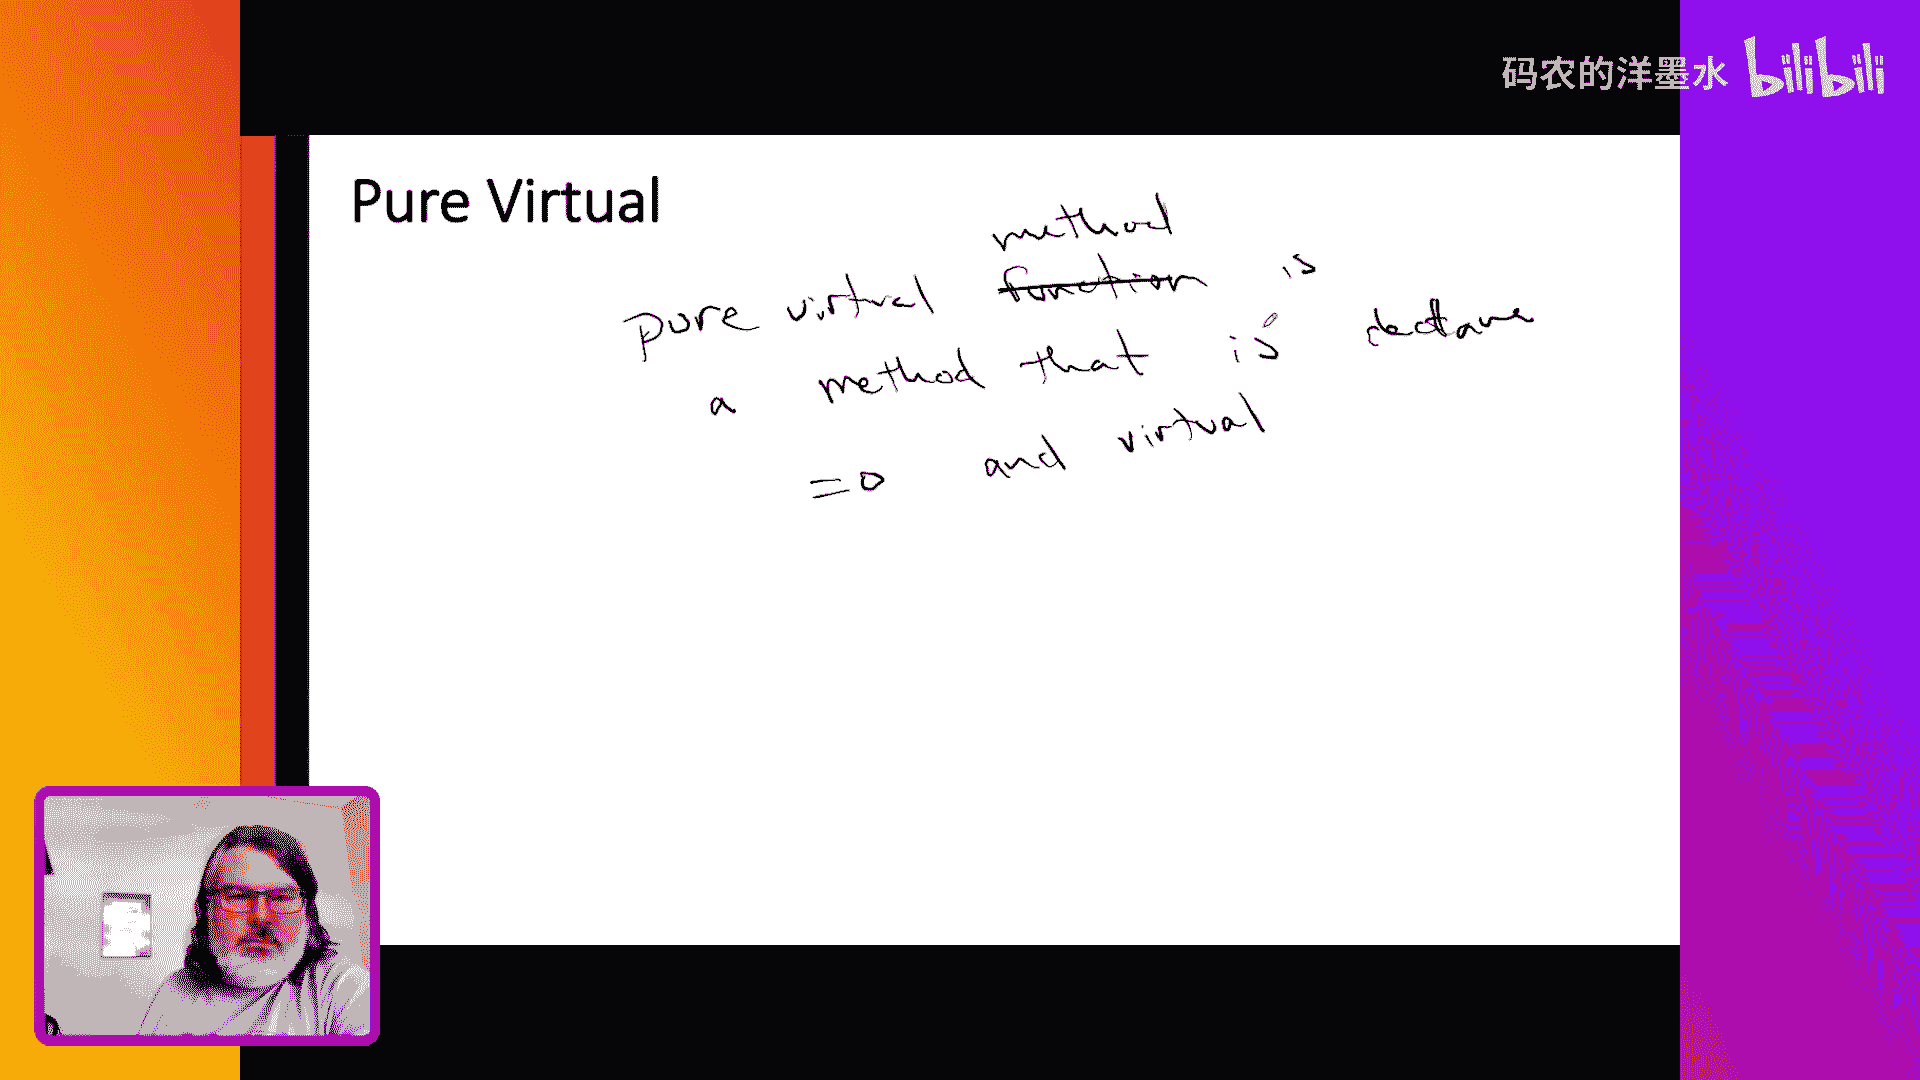 码农的洋墨水 bilibili
Pure Virtual
method
pure virtual function is
a method that is
=0 and virtual